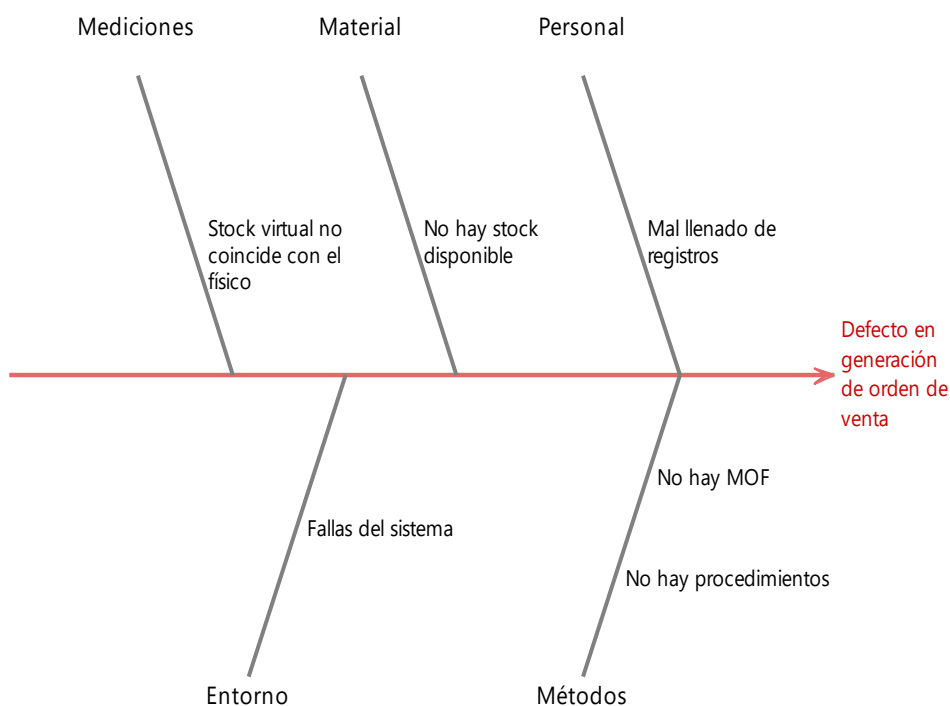 Mediciones
Material
Personal
Stock virtual no
coincide con el
físico
No hay stock
disponible
Mal llenado de
registros
Defecto en
generación
de orden de
venta
No hay MOF
Fallas del sistema
No hay procedimientos
Entorno
Métodos